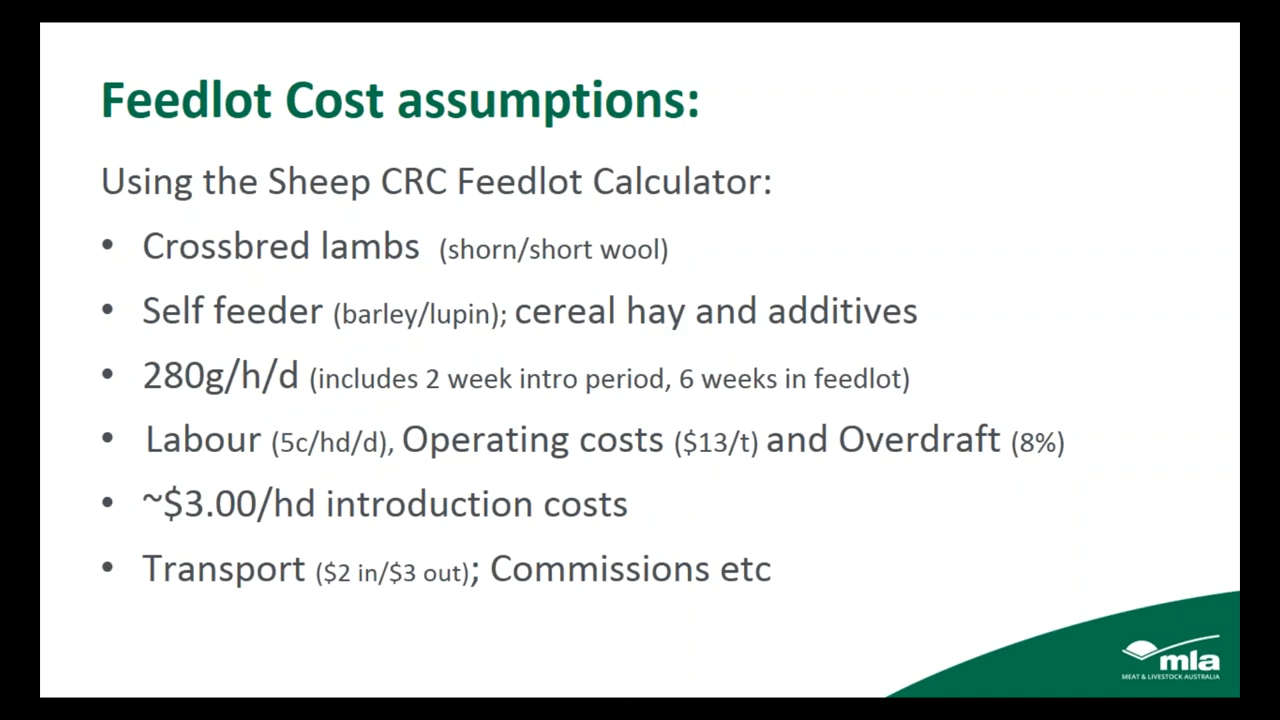 Feedlot Cost assumptions:
Using the Sheep CRC Feedlot Calculator:
• Crossbred lambs (shorn/short wool)
• Self feeder (barley/lupin); cereal hay and additives
• 280g/h/d (includes 2 week intro period, 6 weeks in feedlot)
• Labour (5c/hd/d), Operating costs ($13/t) and Overdraft (8%)
• ~$3.00/hd introduction costs
• Transport ($2 in/$3 out); Commissions etc
mla
MEAT & LIVESTOCK AUSTRALIA